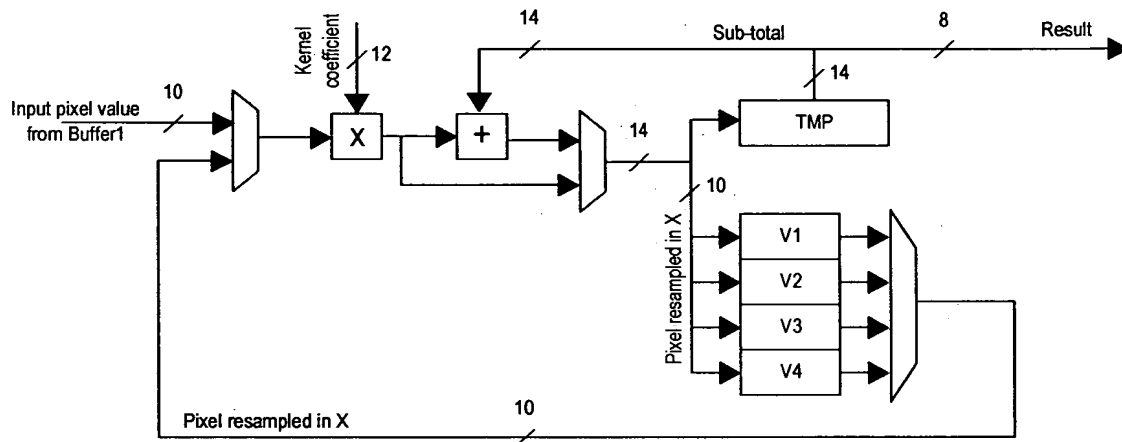 14
Sub-total
8
Result
Kernel
coefficient
12
14
10
Input pixel value
from Buffer1
X
+
14
TMP
10
Pixel resampled in X
V1
V2
V3
V4
10
Pixel resampled in X